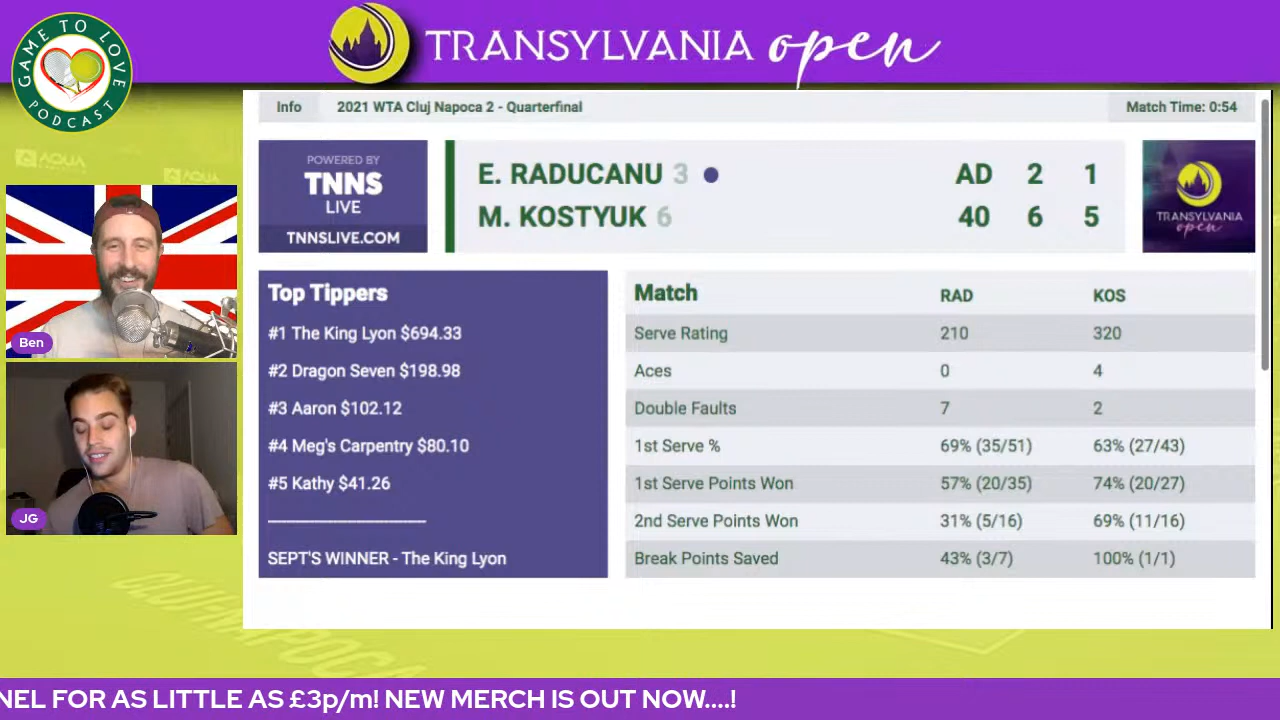 GAME TO LOVE
PODCAST
TRANSYLVANIA open
Info 2021 WTA Cluj Napoca 2 - Quarterfinal Match Time: 0:54
POWERED BY
TNNS
LIVE
TNNSLIVE.COM
E. RADUCANU 3 AD 2 1
M. KOSTYUK 6 40 6 5
TRANSYLVANIA
open
Top Tippers
#1 The King Lyon $694.33
#2 Dragon Seven $198.98
#3 Aaron $102.12
#4 Meg's Carpentry $80.10
#5 Kathy $41.26
SEPT'S WINNER - The King Lyon
Match RAD KOS
Serve Rating 210 320
Aces 0 4
Double Faults 7 2
1st Serve % 69% (35/51) 63% (27/43)
1st Serve Points Won 57% (20/35) 74% (20/27)
2nd Serve Points Won 31% (5/16) 69% (11/16)
Break Points Saved 43% (3/7) 100% (1/1)
AQUA
AQUA
Ben
JG
CLUJ-NAPOCA
NEL FOR AS LITTLE AS £3p/m! NEW MERCH IS OUT NOW....!